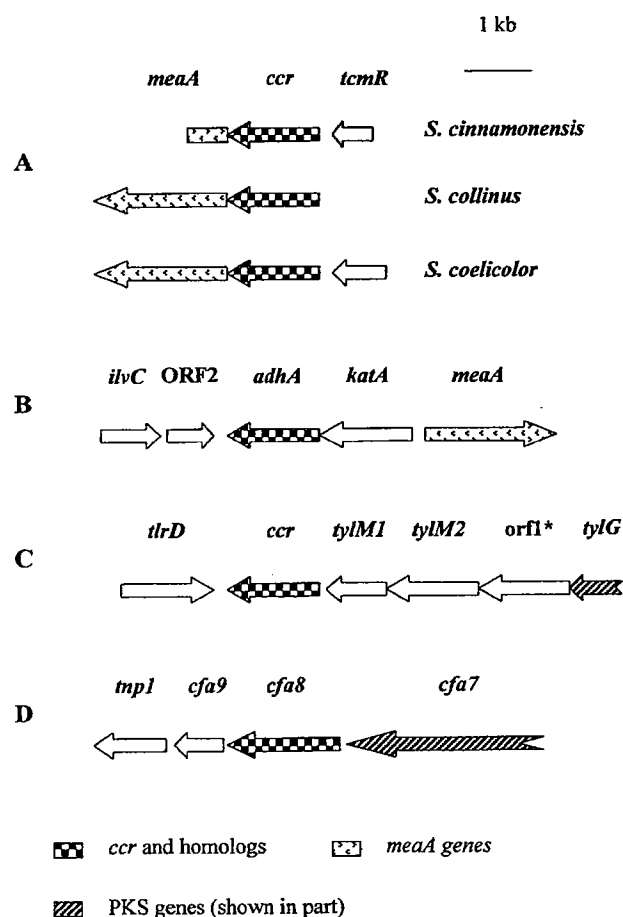 1 kb
meaA ccr tcmR
S. cinnamonensis
A
S. collinus
S. coelicolor
ilvC ORF2 adhA katA meaA
B
tlrD ccr tylM1 tylM2 orf1* tylG
C
tnp1 cfa9 cfa8 cfa7
D
ccr and homologs meaA genes
PKS genes (shown in part)